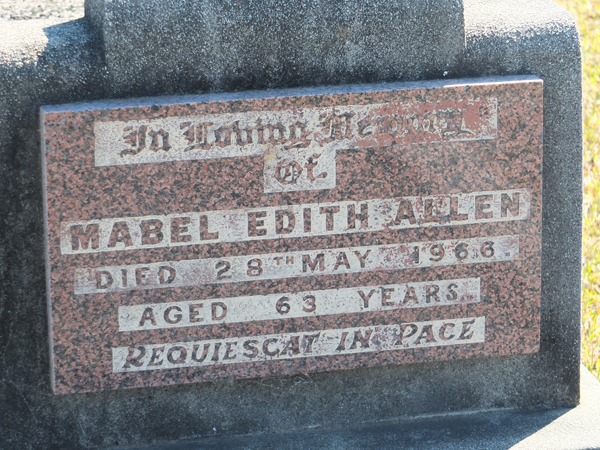 In Loving Memory
of.
MABEL EDITH ALLEN
DIED 28TH MAY 1966.
AGED 63 YEARS.
REQUIESCAT IN PACE